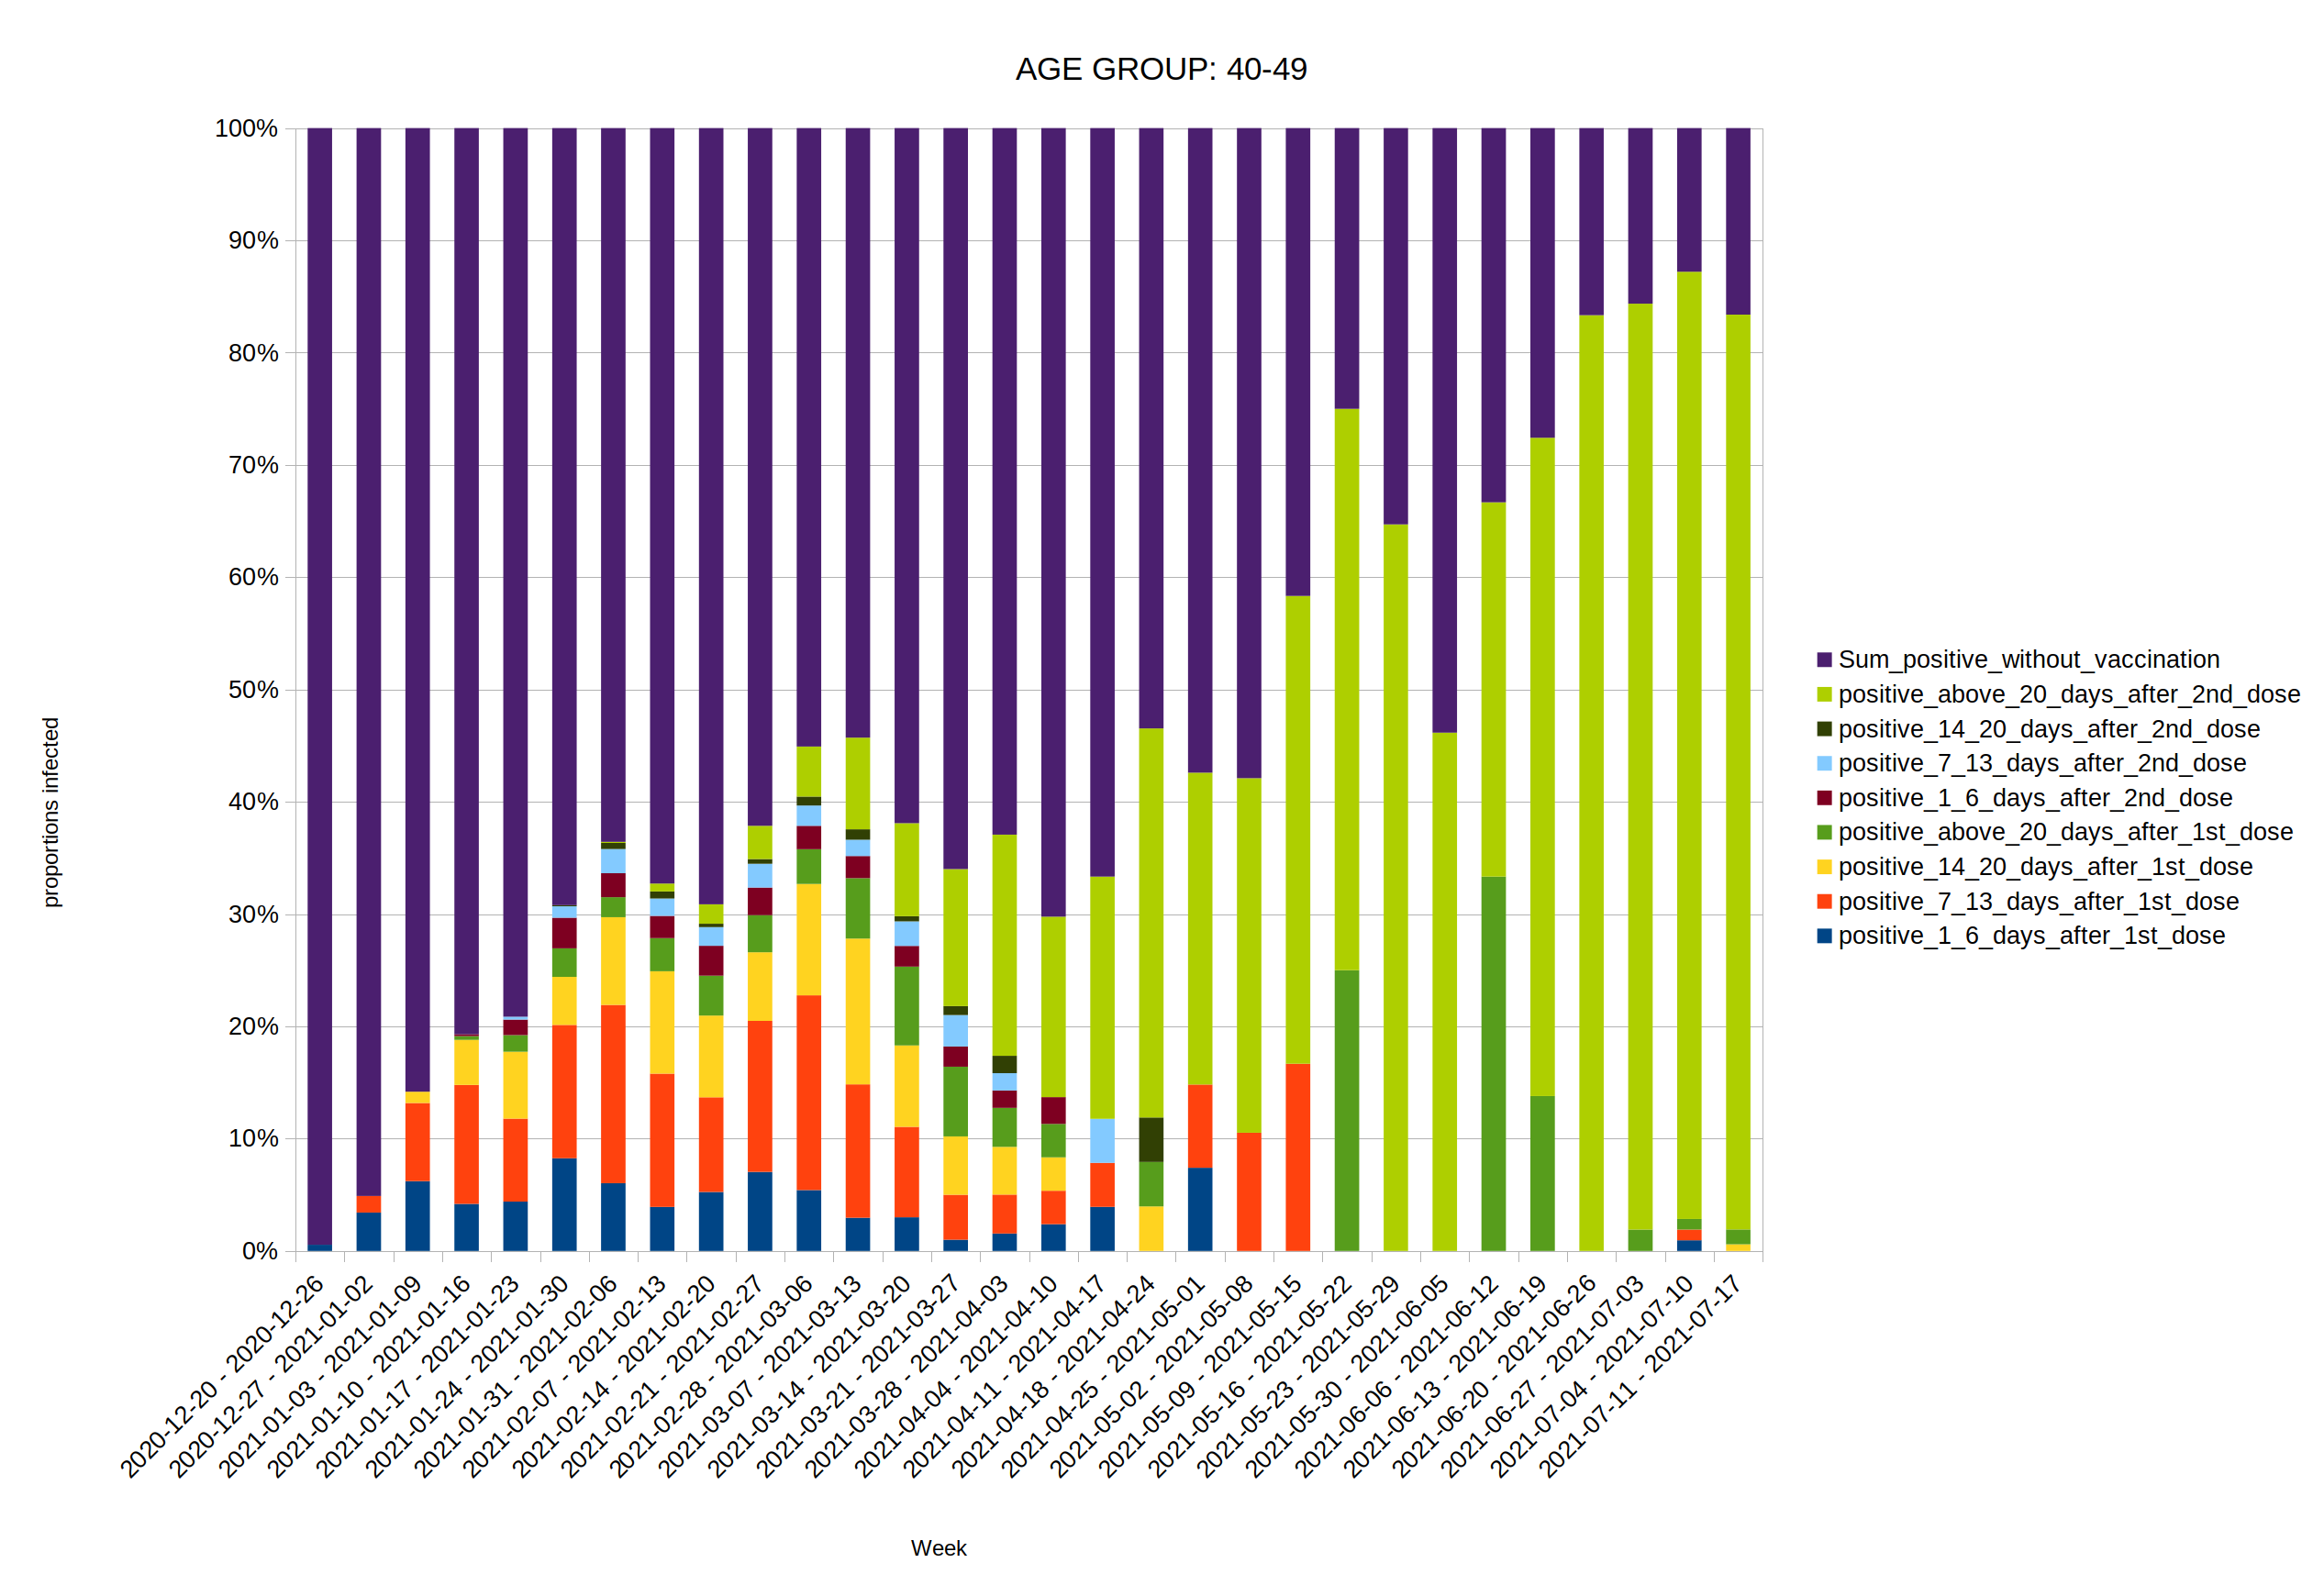 AGE GROUP: 40-49
100%
90%
80%
70%
60%
50%
40%
30%
20%
10%
0%
proportions infected
2020-12-20 - 2020-12-26
2020-12-27 - 2021-01-02
2021-01-03 - 2021-01-09
2021-01-10 - 2021-01-16
2021-01-17 - 2021-01-23
2021-01-24 - 2021-01-30
2021-01-31 - 2021-02-06
2021-02-07 - 2021-02-13
2021-02-14 - 2021-02-20
2021-02-21 - 2021-02-27
2021-02-28 - 2021-03-06
2021-03-07 - 2021-03-13
2021-03-14 - 2021-03-20
2021-03-21 - 2021-03-27
2021-03-28 - 2021-04-03
2021-04-04 - 2021-04-10
2021-04-11 - 2021-04-17
2021-04-18 - 2021-04-24
2021-04-25 - 2021-05-01
2021-05-02 - 2021-05-08
2021-05-09 - 2021-05-15
2021-05-16 - 2021-05-22
2021-05-23 - 2021-05-29
2021-05-30 - 2021-06-05
2021-06-06 - 2021-06-12
2021-06-13 - 2021-06-19
2021-06-20 - 2021-06-26
2021-06-27 - 2021-07-03
2021-07-04 - 2021-07-10
2021-07-11 - 2021-07-17
Week
Sum_positive_without_vaccination
positive_above_20_days_after_2nd_dose
positive_14_20_days_after_2nd_dose
positive_7_13_days_after_2nd_dose
positive_1_6_days_after_2nd_dose
positive_above_20_days_after_1st_dose
positive_14_20_days_after_1st_dose
positive_7_13_days_after_1st_dose
positive_1_6_days_after_1st_dose